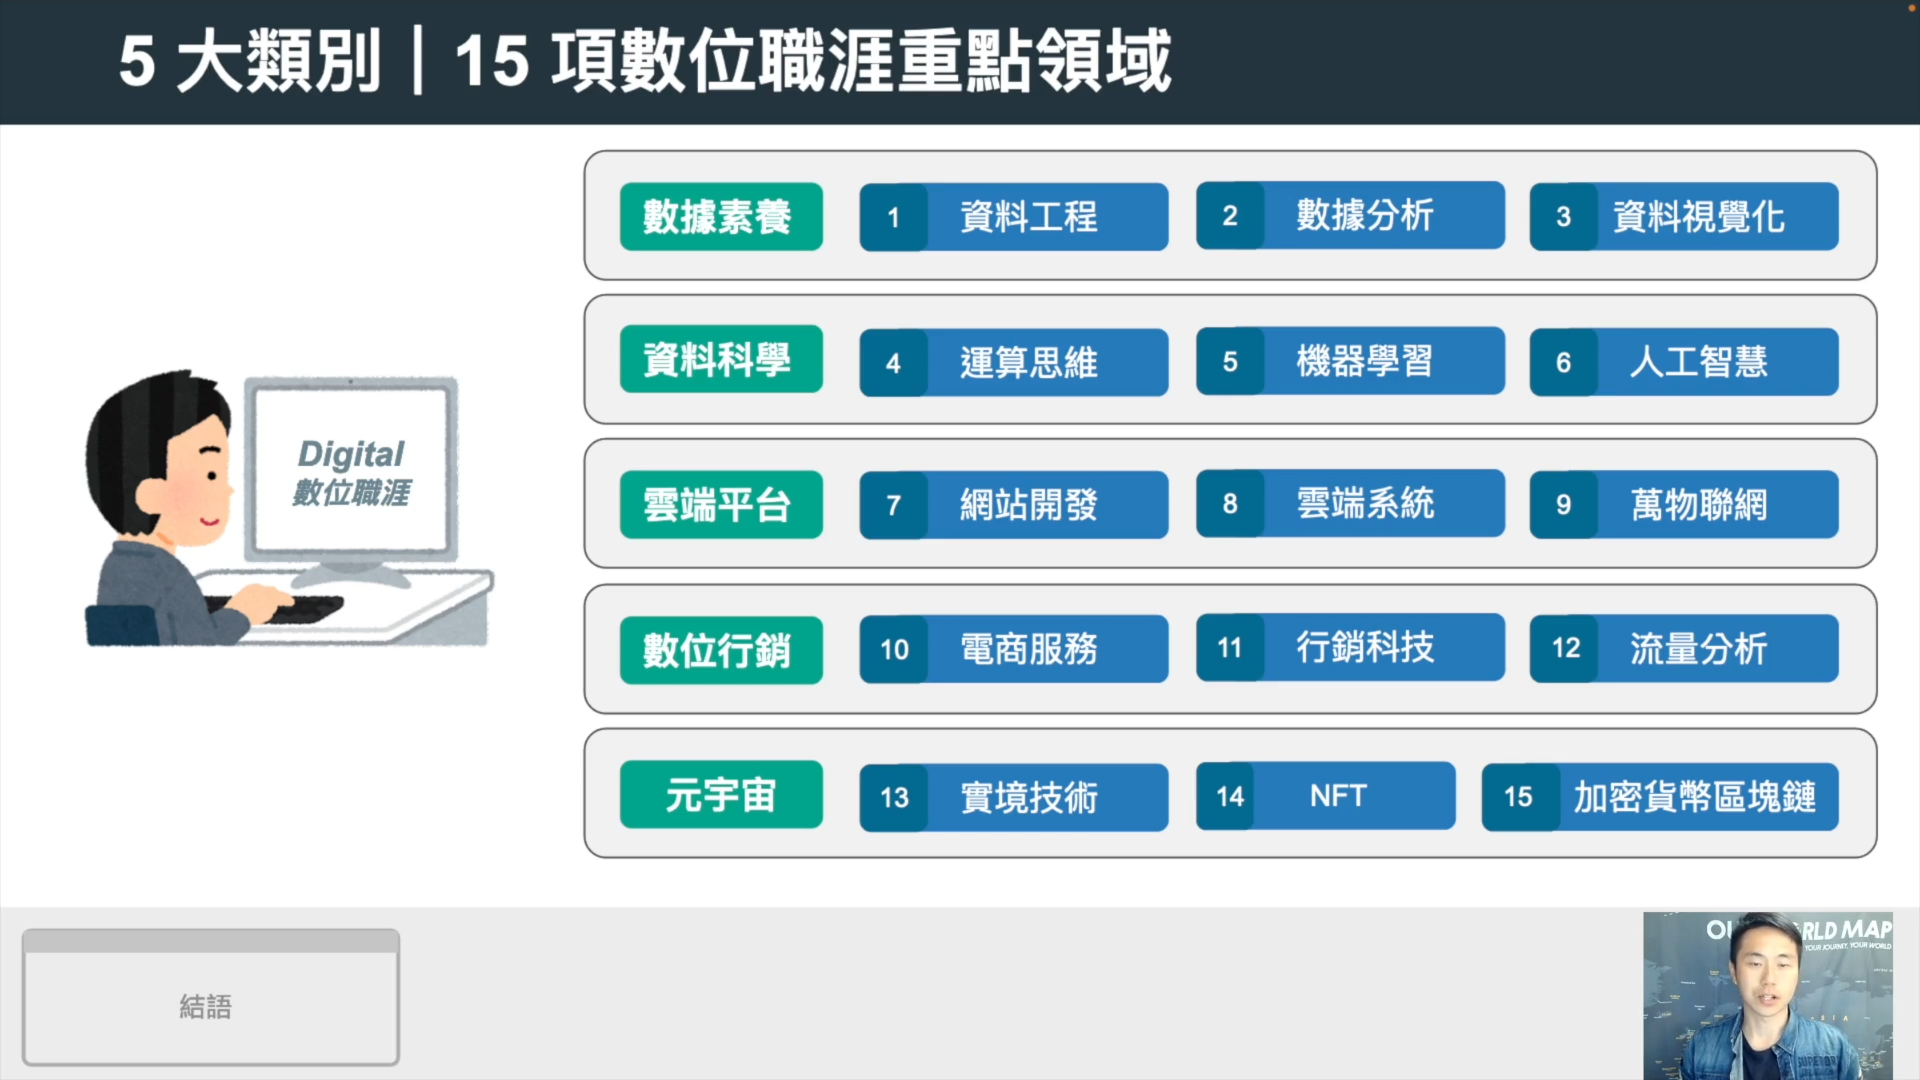 5 大類別｜15 項數位職涯重點領域
數據素養 1 資料工程 2 數據分析 3 資料視覺化
資料科學 4 運算思維 5 機器學習 6 人工智慧
Digital
數位職涯
雲端平台 7 網站開發 8 雲端系統 9 萬物聯網
數位行銷 10 電商服務 11 行銷科技 12 流量分析
元宇宙 13 實境技術 14 NFT 15 加密貨幣區塊鏈
結語
RLD MAP
YOUR JOURNEY, YOUR WORLD